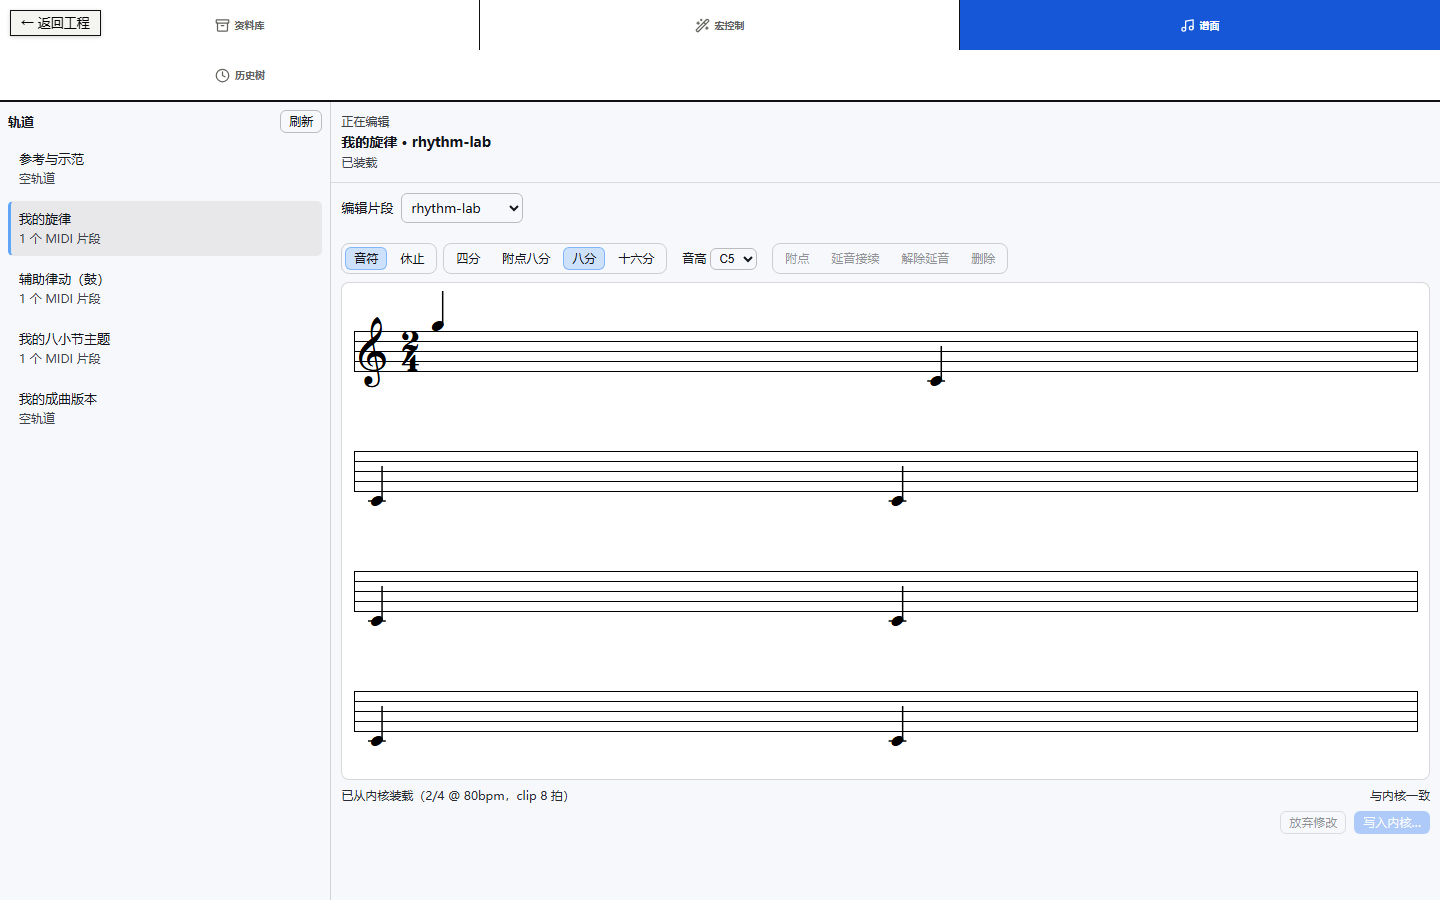 ← 返回工程
资料库
宏控制
谱面
历史树
轨道
刷新
参考与示范
空轨道
我的旋律
1 个 MIDI 片段
辅助律动（鼓）
1 个 MIDI 片段
我的八小节主题
1 个 MIDI 片段
我的成曲版本
空轨道
正在编辑
我的旋律 • rhythm-lab
已装载
编辑片段 rhythm-lab
音符 休止 四分 附点八分 八分 十六分 音高 C5 附点 延音接续 解除延音 删除
2
4
已从内核装载（2/4 @ 80bpm，clip 8 拍）
与内核一致
放弃修改 写入内核...